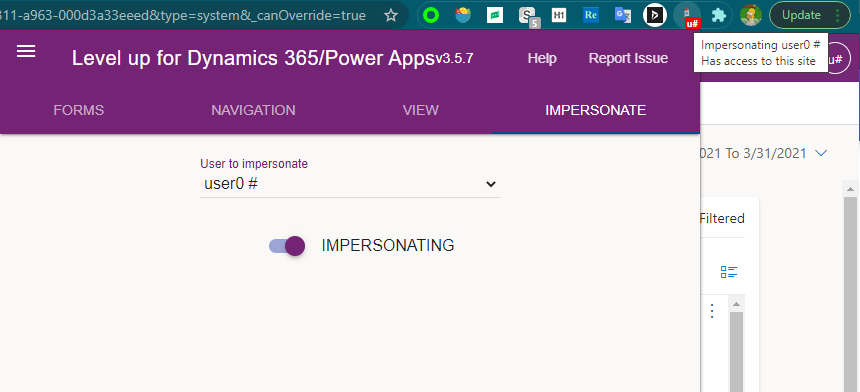 311-a963-000d3a33eeed&type=system&_canOverride=true
S
5
H1
Re
G
u#
Update
Impersonating user0 #
Has access to this site
Level up for Dynamics 365/Power Apps v3.5.7
Help
Report Issue
u#
FORMS
NAVIGATION
VIEW
IMPERSONATE
021 To 3/31/2021
User to impersonate
user0 #
Filtered
IMPERSONATING